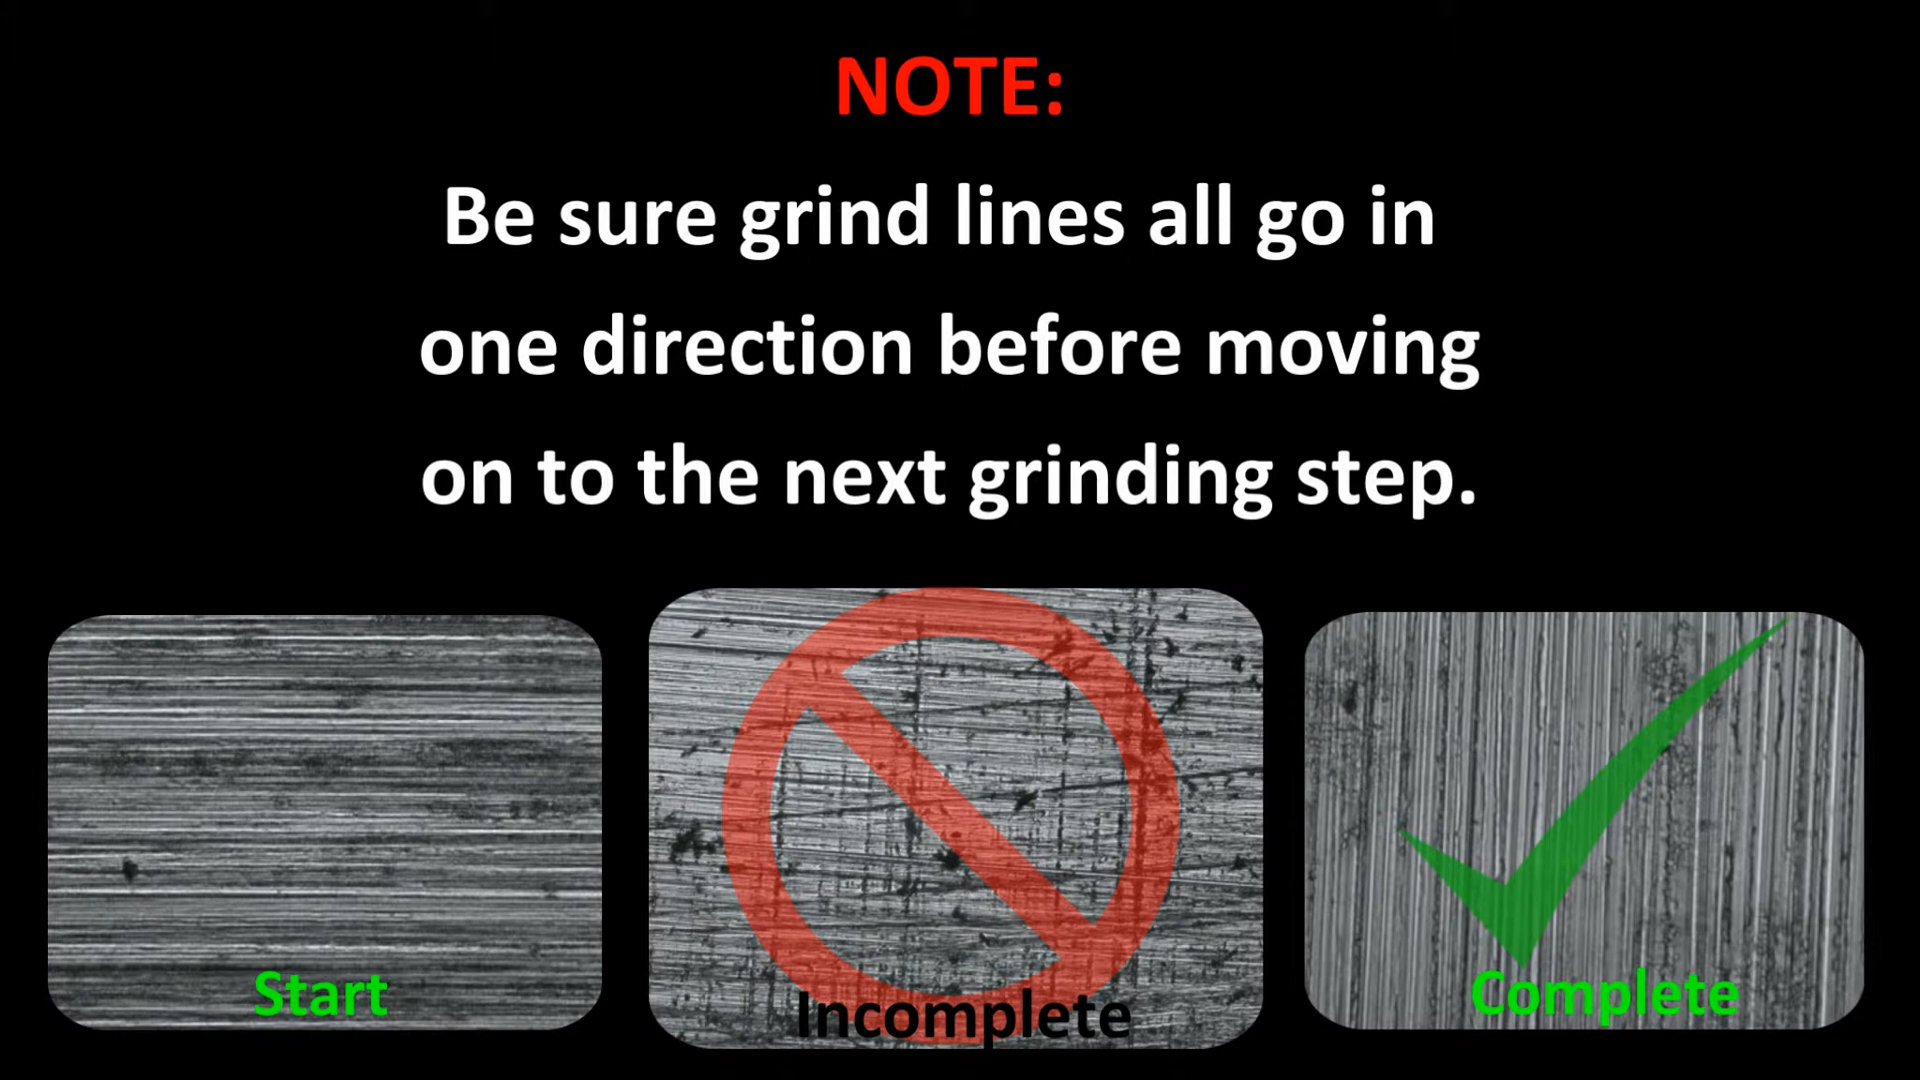 NOTE:
Be sure grind lines all go in
one direction before moving
on to the next grinding step.
Start
Incomplete
Complete